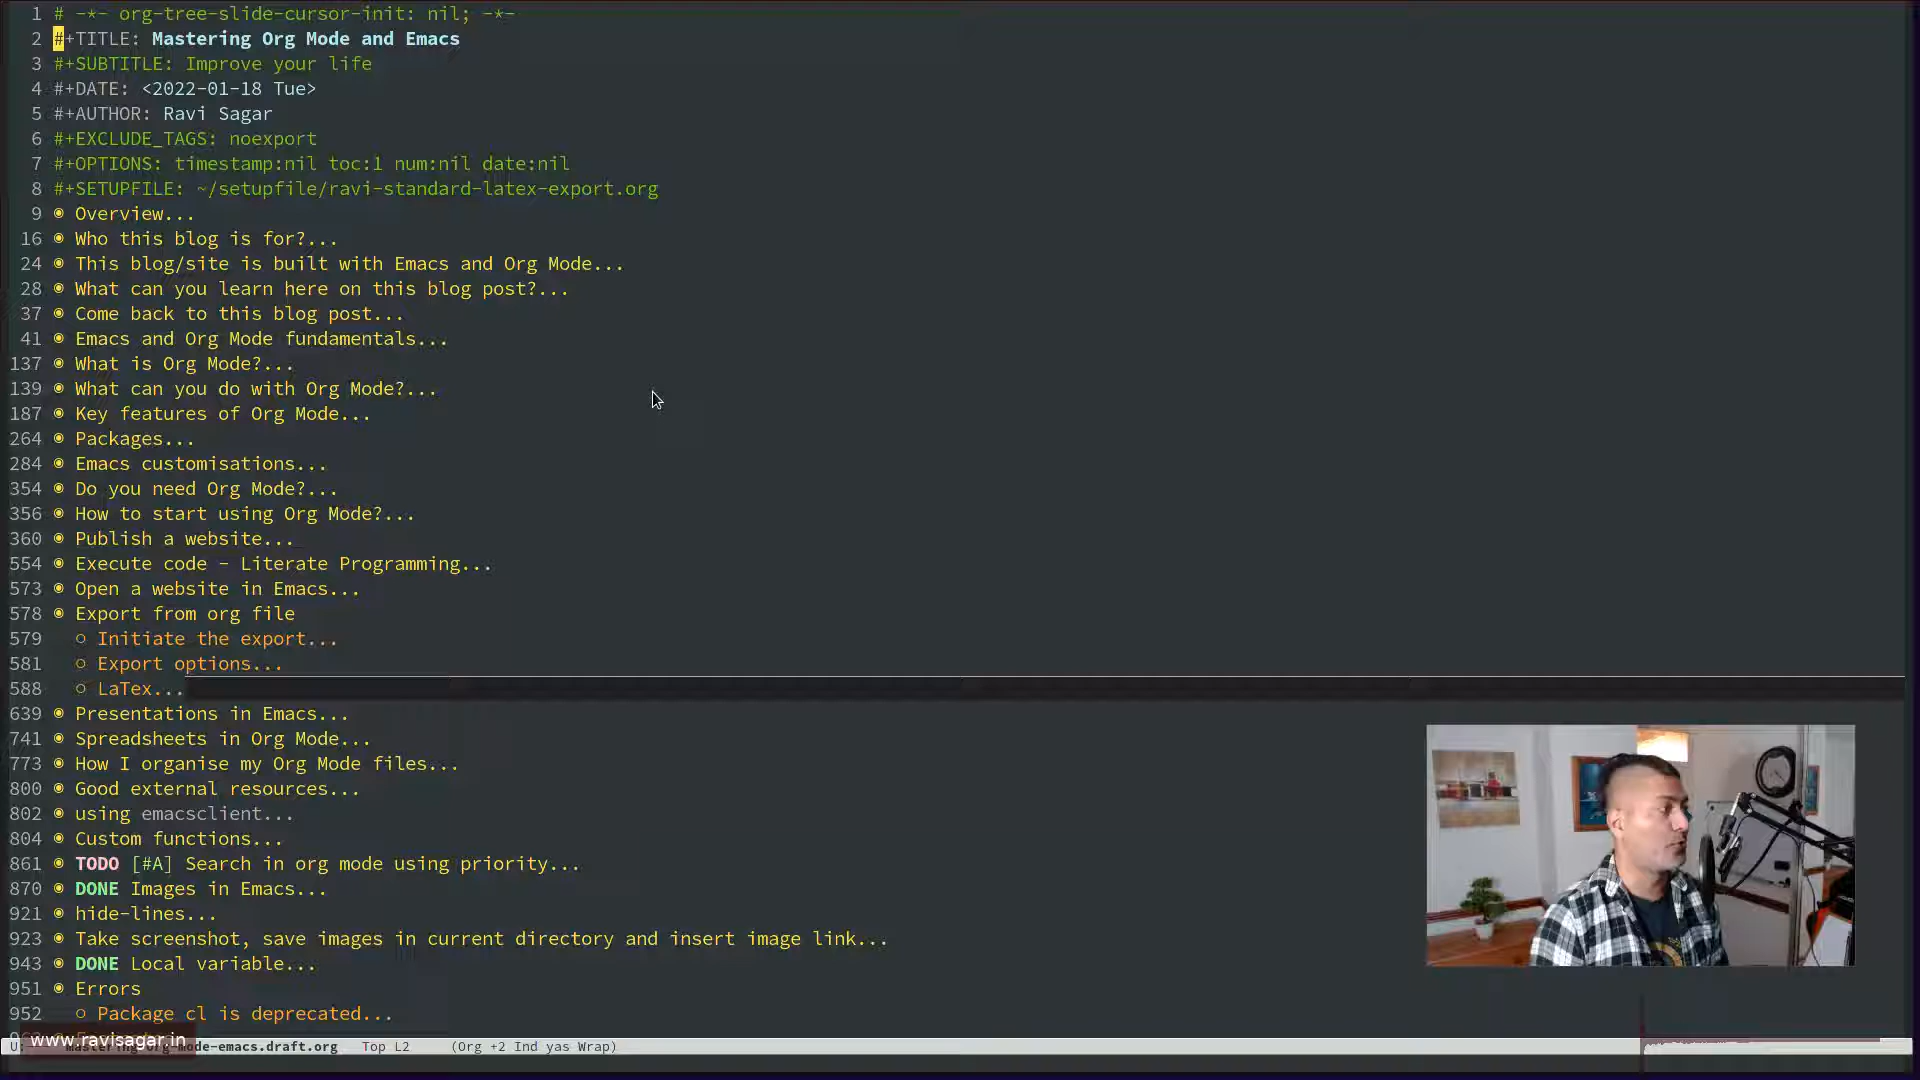 1 # -*- org-tree-slide-cursor-init: nil; -*-
2 #+TITLE: Mastering Org Mode and Emacs
3 #+SUBTITLE: Improve your life
4 #+DATE: <2022-01-18 Tue>
5 #+AUTHOR: Ravi Sagar
6 #+EXCLUDE_TAGS: noexport
7 #+OPTIONS: timestamp:nil toc:1 num:nil date:nil
8 #+SETUPFILE: ~/setupfile/ravi-standard-latex-export.org
9 ◉ Overview...
16 ◉ Who this blog is for?...
24 ◉ This blog/site is built with Emacs and Org Mode...
28 ◉ What can you learn here on this blog post?...
37 ◉ Come back to this blog post...
41 ◉ Emacs and Org Mode fundamentals...
137 ◉ What is Org Mode?...
139 ◉ What can you do with Org Mode?...
187 ◉ Key features of Org Mode...
264 ◉ Packages...
284 ◉ Emacs customisations...
354 ◉ Do you need Org Mode?...
356 ◉ How to start using Org Mode?...
360 ◉ Publish a website...
554 ◉ Execute code - Literate Programming...
573 ◉ Open a website in Emacs...
578 ◉ Export from org file
579 ○ Initiate the export...
581 ○ Export options...
588 ○ LaTex...
639 ◉ Presentations in Emacs...
741 ◉ Spreadsheets in Org Mode...
773 ◉ How I organise my Org Mode files...
800 ◉ Good external resources...
802 ◉ using emacsclient...
804 ◉ Custom functions...
861 ◉ TODO [#A] Search in org mode using priority...
870 ◉ DONE Images in Emacs...
921 ◉ hide-lines...
923 ◉ Take screenshot, save images in current directory and insert image link...
943 ◉ DONE Local variable...
951 ◉ Errors
952 ○ Package cl is deprecated...
www.ravisagar.in
mastering-org-mode-emacs.draft.org Top L2 (Org +2 Ind yas Wrap)